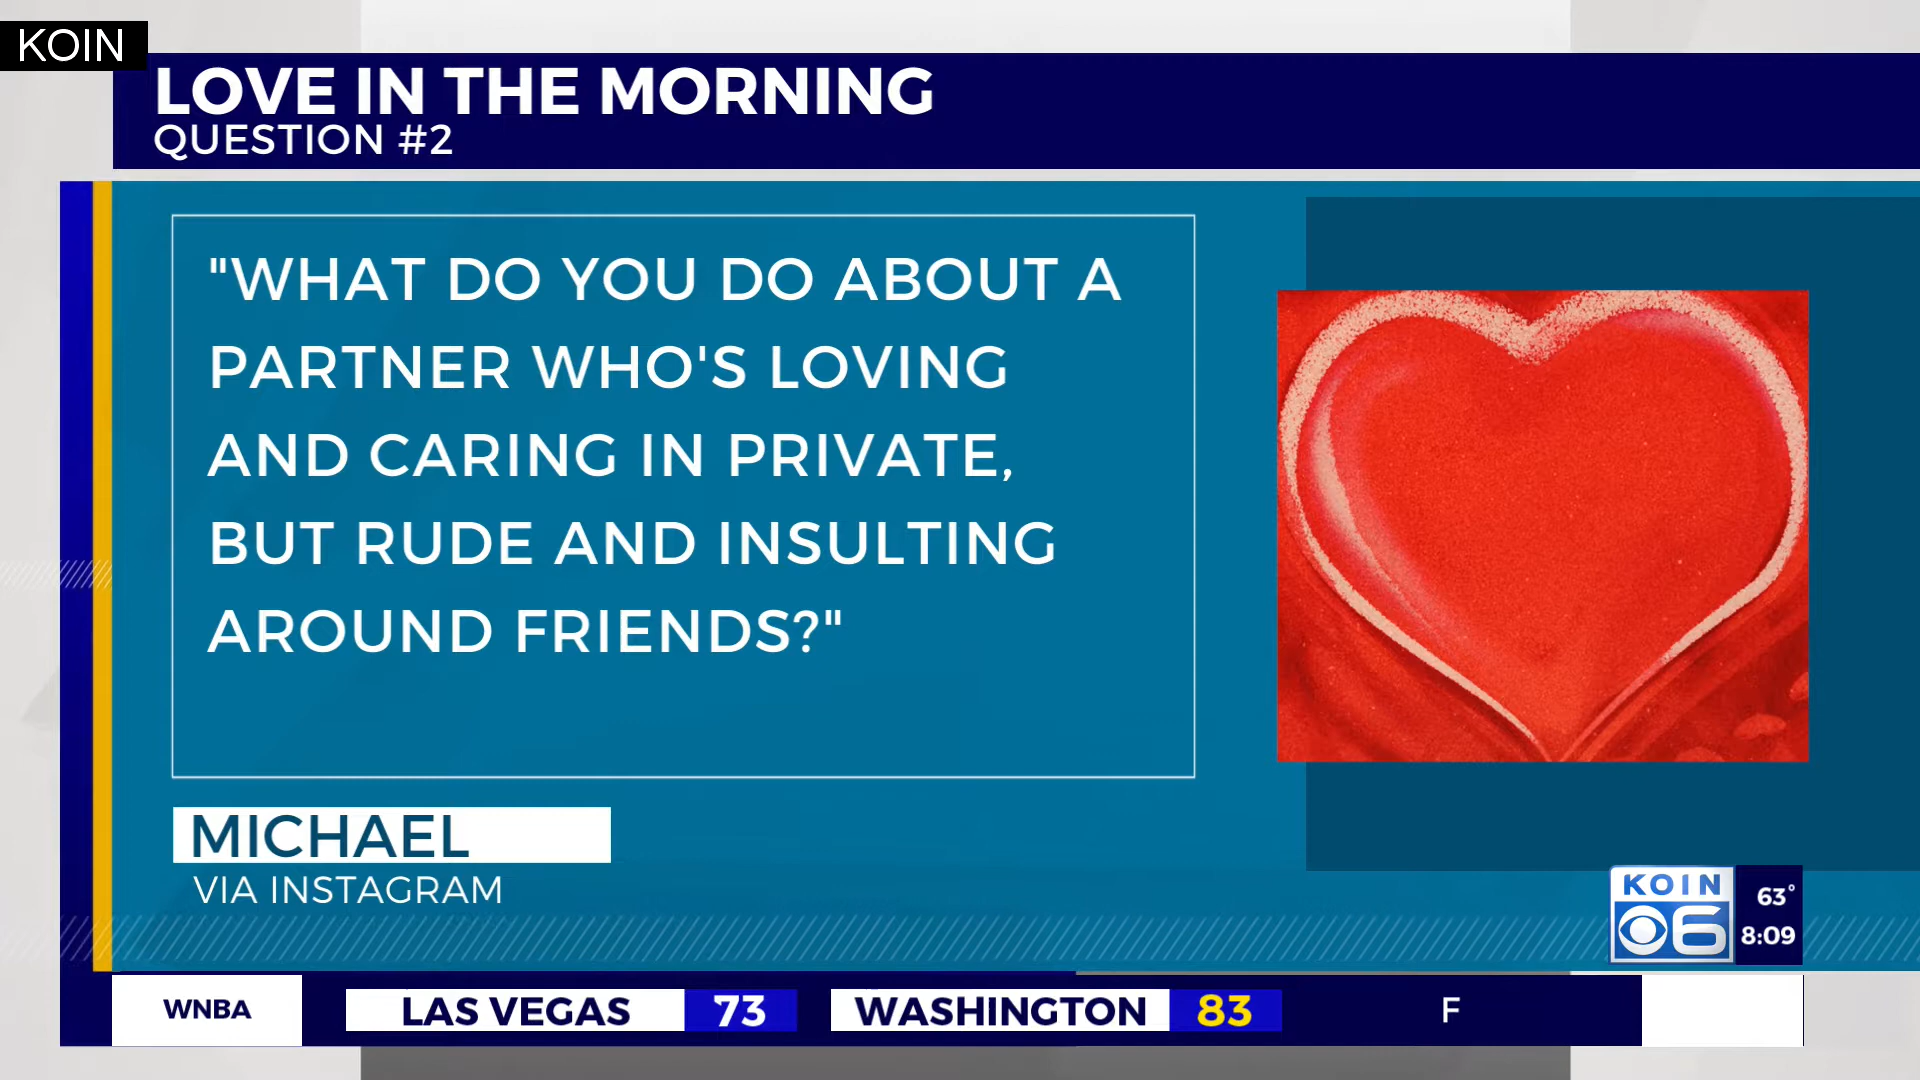 KOIN
LOVE IN THE MORNING
QUESTION #2
"WHAT DO YOU DO ABOUT A
PARTNER WHO'S LOVING
AND CARING IN PRIVATE,
BUT RUDE AND INSULTING
AROUND FRIENDS?"
MICHAEL
VIA INSTAGRAM
KOIN
6
63°
8:09
WNBA
LAS VEGAS 73 WASHINGTON 83 F